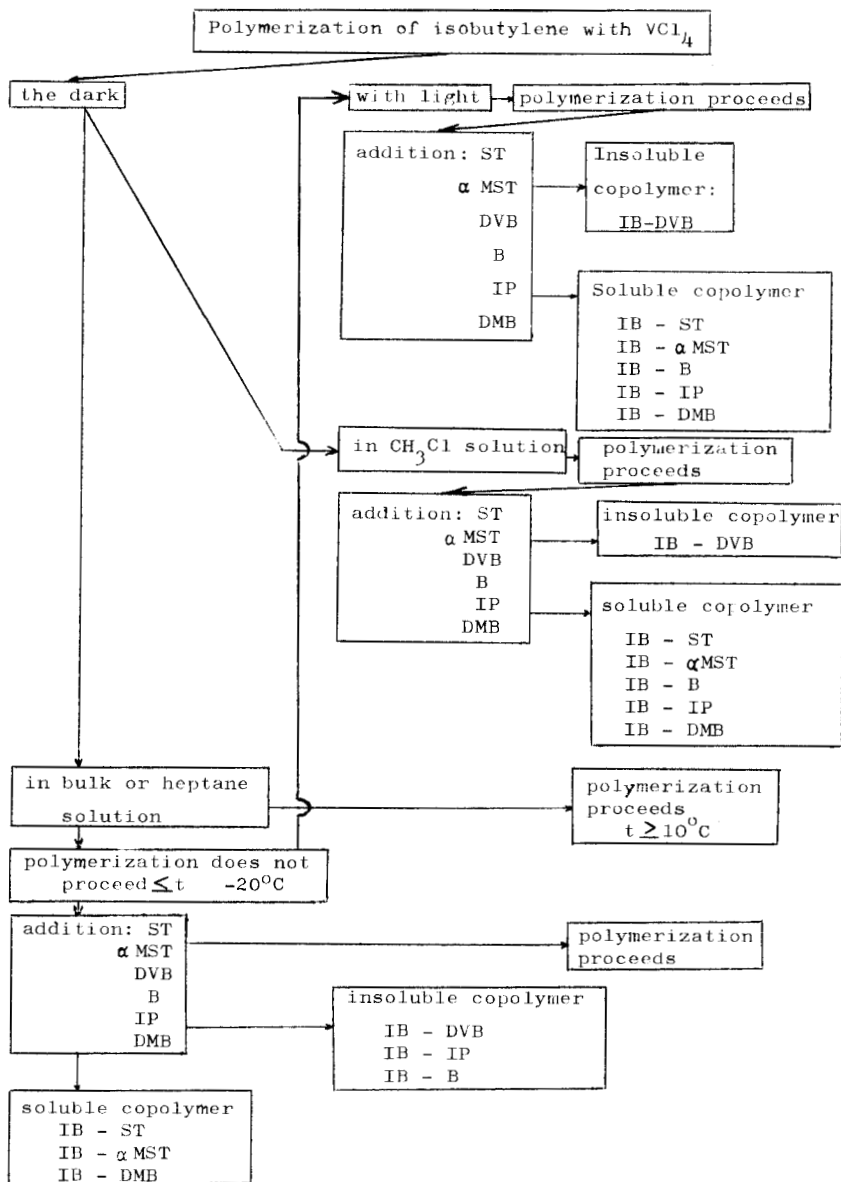 Polymerization of isobutylene with VCl4
the dark
with light
polymerization proceeds
addition: ST
α MST
DVB
B
IP
DMB
Insoluble
copolymer:
IB-DVB
Soluble copolymer
IB - ST
IB - α MST
IB - B
IB - IP
IB - DMB
in CH3Cl solution
polymerization
proceeds
addition: ST
α MST
DVB
B
IP
DMB
insoluble copolymer
IB - DVB
soluble copolymer
IB - ST
IB - αMST
IB - B
IB - IP
IB - DMB
in bulk or heptane
solution
polymerization
proceeds
t ≥ 10°C
polymerization does not
proceed ≤ t -20°C
addition: ST
α MST
DVB
B
IP
DMB
polymerization
proceeds
insoluble copolymer
IB - DVB
IB - IP
IB - B
soluble copolymer
IB - ST
IB - α MST
IB - DMB